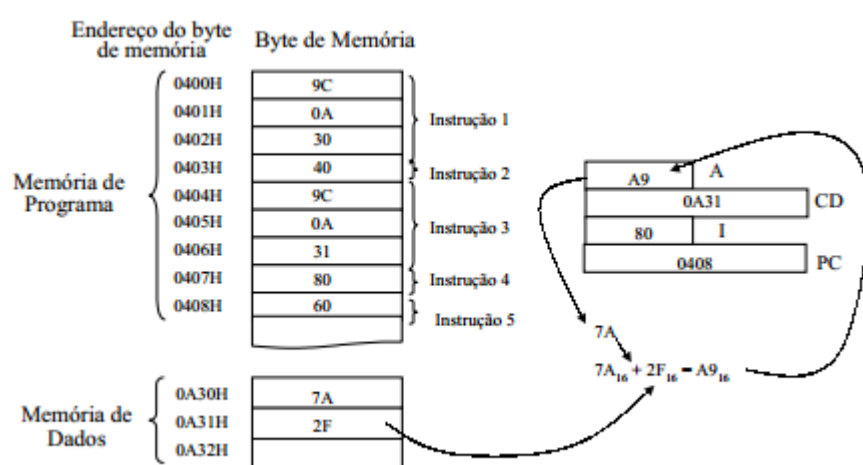 Endereço do byte
de memória
Byte de Memória
Memória de
Programa
0400H 9C
0401H 0A
0402H 30
0403H 40
0404H 9C
0405H 0A
0406H 31
0407H 80
0408H 60
Instrução 1
Instrução 2
Instrução 3
Instrução 4
Instrução 5
A9 A
0A31 CD
80 I
0408 PC
7A
7A₁₆ + 2F₁₆ = A9₁₆
Memória de
Dados
0A30H 7A
0A31H 2F
0A32H